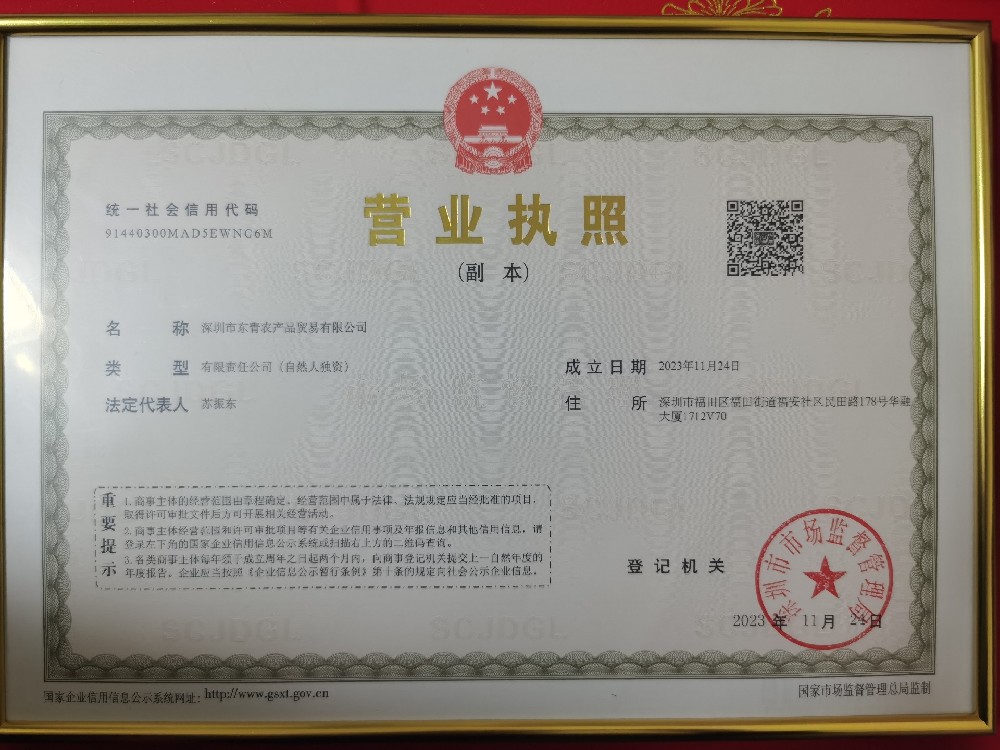 统一社会信用代码
91440300MAD5EWNC6M
营业执照
(副 本)
名 称 深圳市东青农产品贸易有限公司
类 型 有限责任公司(自然人独资)
法定代表人 苏振东
成立日期 2023年11月24日
住 所 深圳市福田区福田街道福安社区民田路178号华融
大厦1712V70
重要提示
1.商事主体的经营范围由章程确定。经营范围中属于法律、法规规定应当经批准的项目,
取得许可审批文件后方可开展相关经营活动。
2.商事主体经营范围和许可审批项目等有关企业信用事项及年报信息和其他信用信息,请
登录左下角的国家企业信用信息公示系统或扫描右上方的二维码查询。
3.各类商事主体每年须于成立周年之日起两个月内,向商事登记机关提交上一自然年度的
年度报告。企业应当按照《企业信息公示暂行条例》第十条的规定向社会公示企业信息。
登记机关
深圳市市场监督管理局
2023 年 11 月 24 日
国家企业信用信息公示系统网址:http://www.gsxt.gov.cn
国家市场监督管理总局监制
SCJDGL